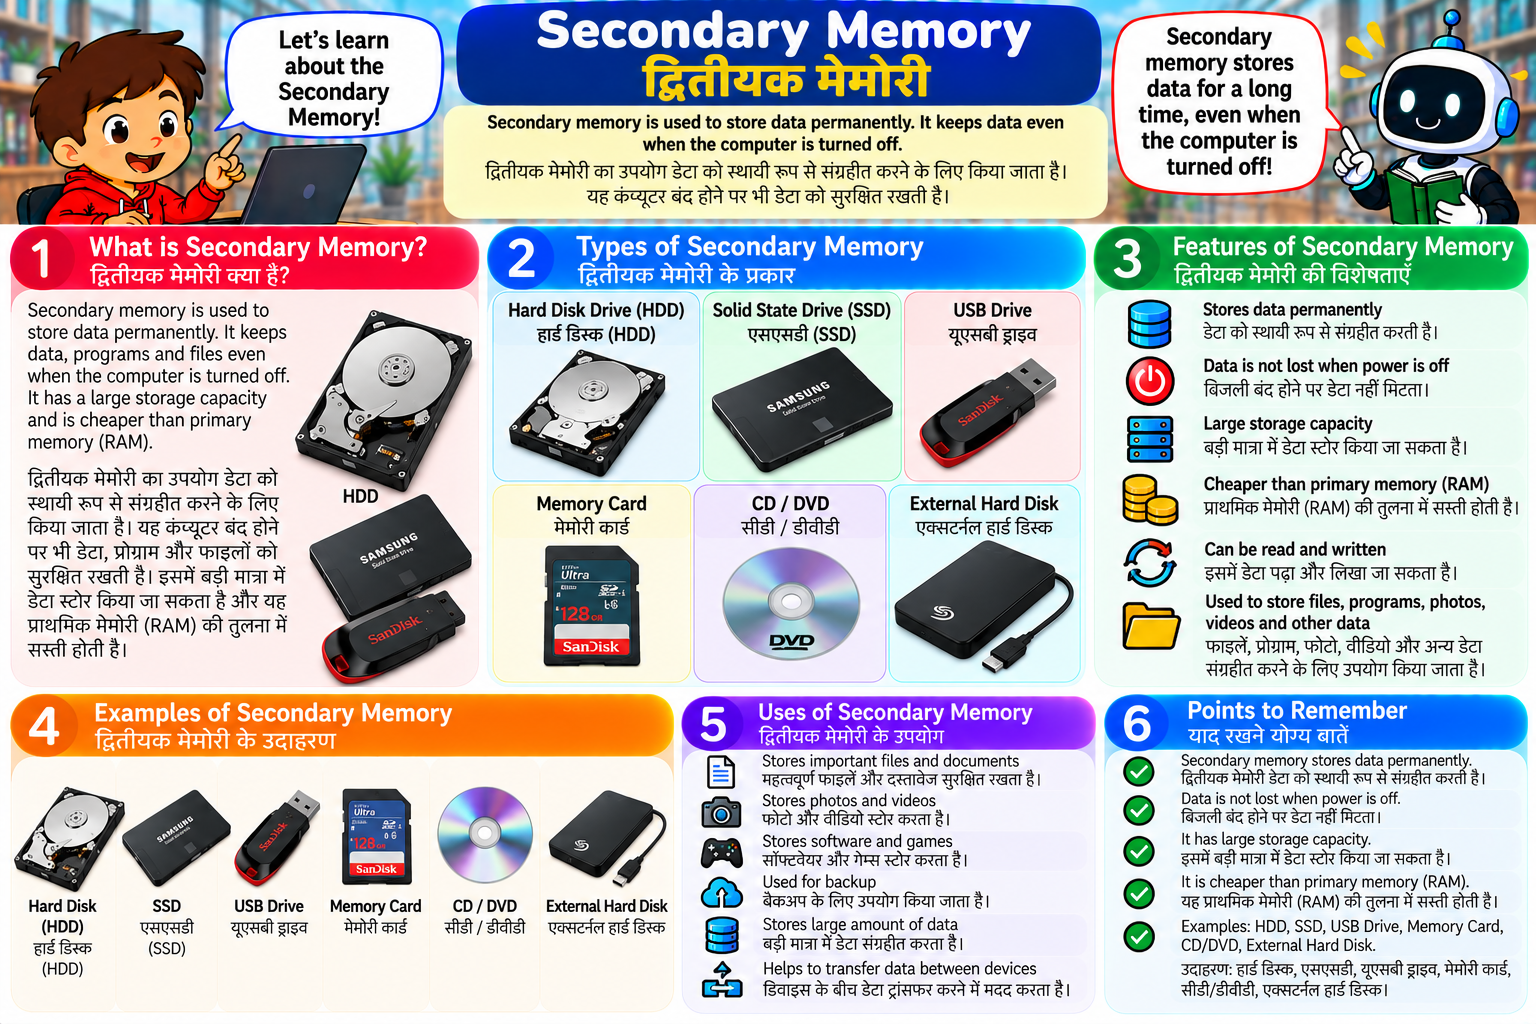 Let's learn
about the
Secondary
Memory!
Secondary Memory
द्वितीयक मेमोरी
Secondary memory is used to store data permanently. It keeps data even
when the computer is turned off.
द्वितीयक मेमोरी का उपयोग डेटा को स्थायी रूप से संग्रहीत करने के लिए किया जाता है।
यह कंप्यूटर बंद होने पर भी डेटा को सुरक्षित रखती है।
Secondary
memory stores
data for a long
time, even when
the computer is
turned off!
1
What is Secondary Memory?
द्वितीयक मेमोरी क्या है?
Secondary memory is used to
store data permanently. It keeps
data, programs and files even
when the computer is turned off.
It has a large storage capacity
and is cheaper than primary
memory (RAM).
द्वितीयक मेमोरी का उपयोग डेटा को
स्थायी रूप से संग्रहीत करने के लिए
किया जाता है। यह कंप्यूटर बंद होने
पर भी डेटा, प्रोग्राम और फाइलों को
सुरक्षित रखती है। इसमें बड़ी मात्रा में
डेटा स्टोर किया जा सकता है और यह
प्राथमिक मेमोरी (RAM) की तुलना में
सस्ती होती है।
HDD
SAMSUNG
SanDisk
2
Types of Secondary Memory
द्वितीयक मेमोरी के प्रकार
Hard Disk Drive (HDD)
हार्ड डिस्क (HDD)
Solid State Drive (SSD)
एसएसडी (SSD)
SAMSUNG
Solid State Drive
USB Drive
यूएसबी ड्राइव
SanDisk
Memory Card
मेमोरी कार्ड
Ultra
128
SanDisk
CD / DVD
सीडी / डीवीडी
DVD
External Hard Disk
एक्सटर्नल हार्ड डिस्क
3
Features of Secondary Memory
द्वितीयक मेमोरी की विशेषताएँ
Stores data permanently
डेटा को स्थायी रूप से संग्रहीत करती है।
Data is not lost when power is off
बिजली बंद होने पर डेटा नहीं मिटता।
Large storage capacity
बड़ी मात्रा में डेटा स्टोर किया जा सकता है।
Cheaper than primary memory (RAM)
प्राथमिक मेमोरी (RAM) की तुलना में सस्ती होती है।
Can be read and written
इसमें डेटा पढ़ा और लिखा जा सकता है।
Used to store files, programs, photos,
videos and other data
फाइलें, प्रोग्राम, फोटो, वीडियो और अन्य डेटा
संग्रहीत करने के लिए उपयोग किया जाता है।
4
Examples of Secondary Memory
द्वितीयक मेमोरी के उदाहरण
SAMSUNG
SanDisk
Ultra
128
SanDisk
Hard Disk
(HDD)
हार्ड डिस्क
(HDD)
SSD
एसएसडी
(SSD)
USB Drive
यूएसबी ड्राइव
Memory Card
मेमोरी कार्ड
CD / DVD
सीडी / डीवीडी
External Hard Disk
एक्सटर्नल हार्ड डिस्क
5
Uses of Secondary Memory
द्वितीयक मेमोरी के उपयोग
Stores important files and documents
महत्वपूर्ण फाइलें और दस्तावेज सुरक्षित रखता है।
Stores photos and videos
फोटो और वीडियो स्टोर करता है।
Stores software and games
सॉफ्टवेयर और गेम्स स्टोर करता है।
Used for backup
बैकअप के लिए उपयोग किया जाता है।
Stores large amount of data
बड़ी मात्रा में डेटा संग्रहीत करता है।
Helps to transfer data between devices
डिवाइस के बीच डेटा ट्रांसफर करने में मदद करता है।
6
Points to Remember
याद रखने योग्य बातें
Secondary memory stores data permanently.
द्वितीयक मेमोरी डेटा को स्थायी रूप से संग्रहीत करती है।
Data is not lost when power is off.
बिजली बंद होने पर डेटा नहीं मिटता।
It has large storage capacity.
इसमें बड़ी मात्रा में डेटा स्टोर किया जा सकता है।
It is cheaper than primary memory (RAM).
यह प्राथमिक मेमोरी (RAM) की तुलना में सस्ती होती है।
Examples: HDD, SSD, USB Drive, Memory Card,
CD/DVD, External Hard Disk.
उदाहरण: हार्ड डिस्क, एसएसडी, यूएसबी ड्राइव, मेमोरी कार्ड,
सीडी/डीवीडी, एक्सटर्नल हार्ड डिस्क।